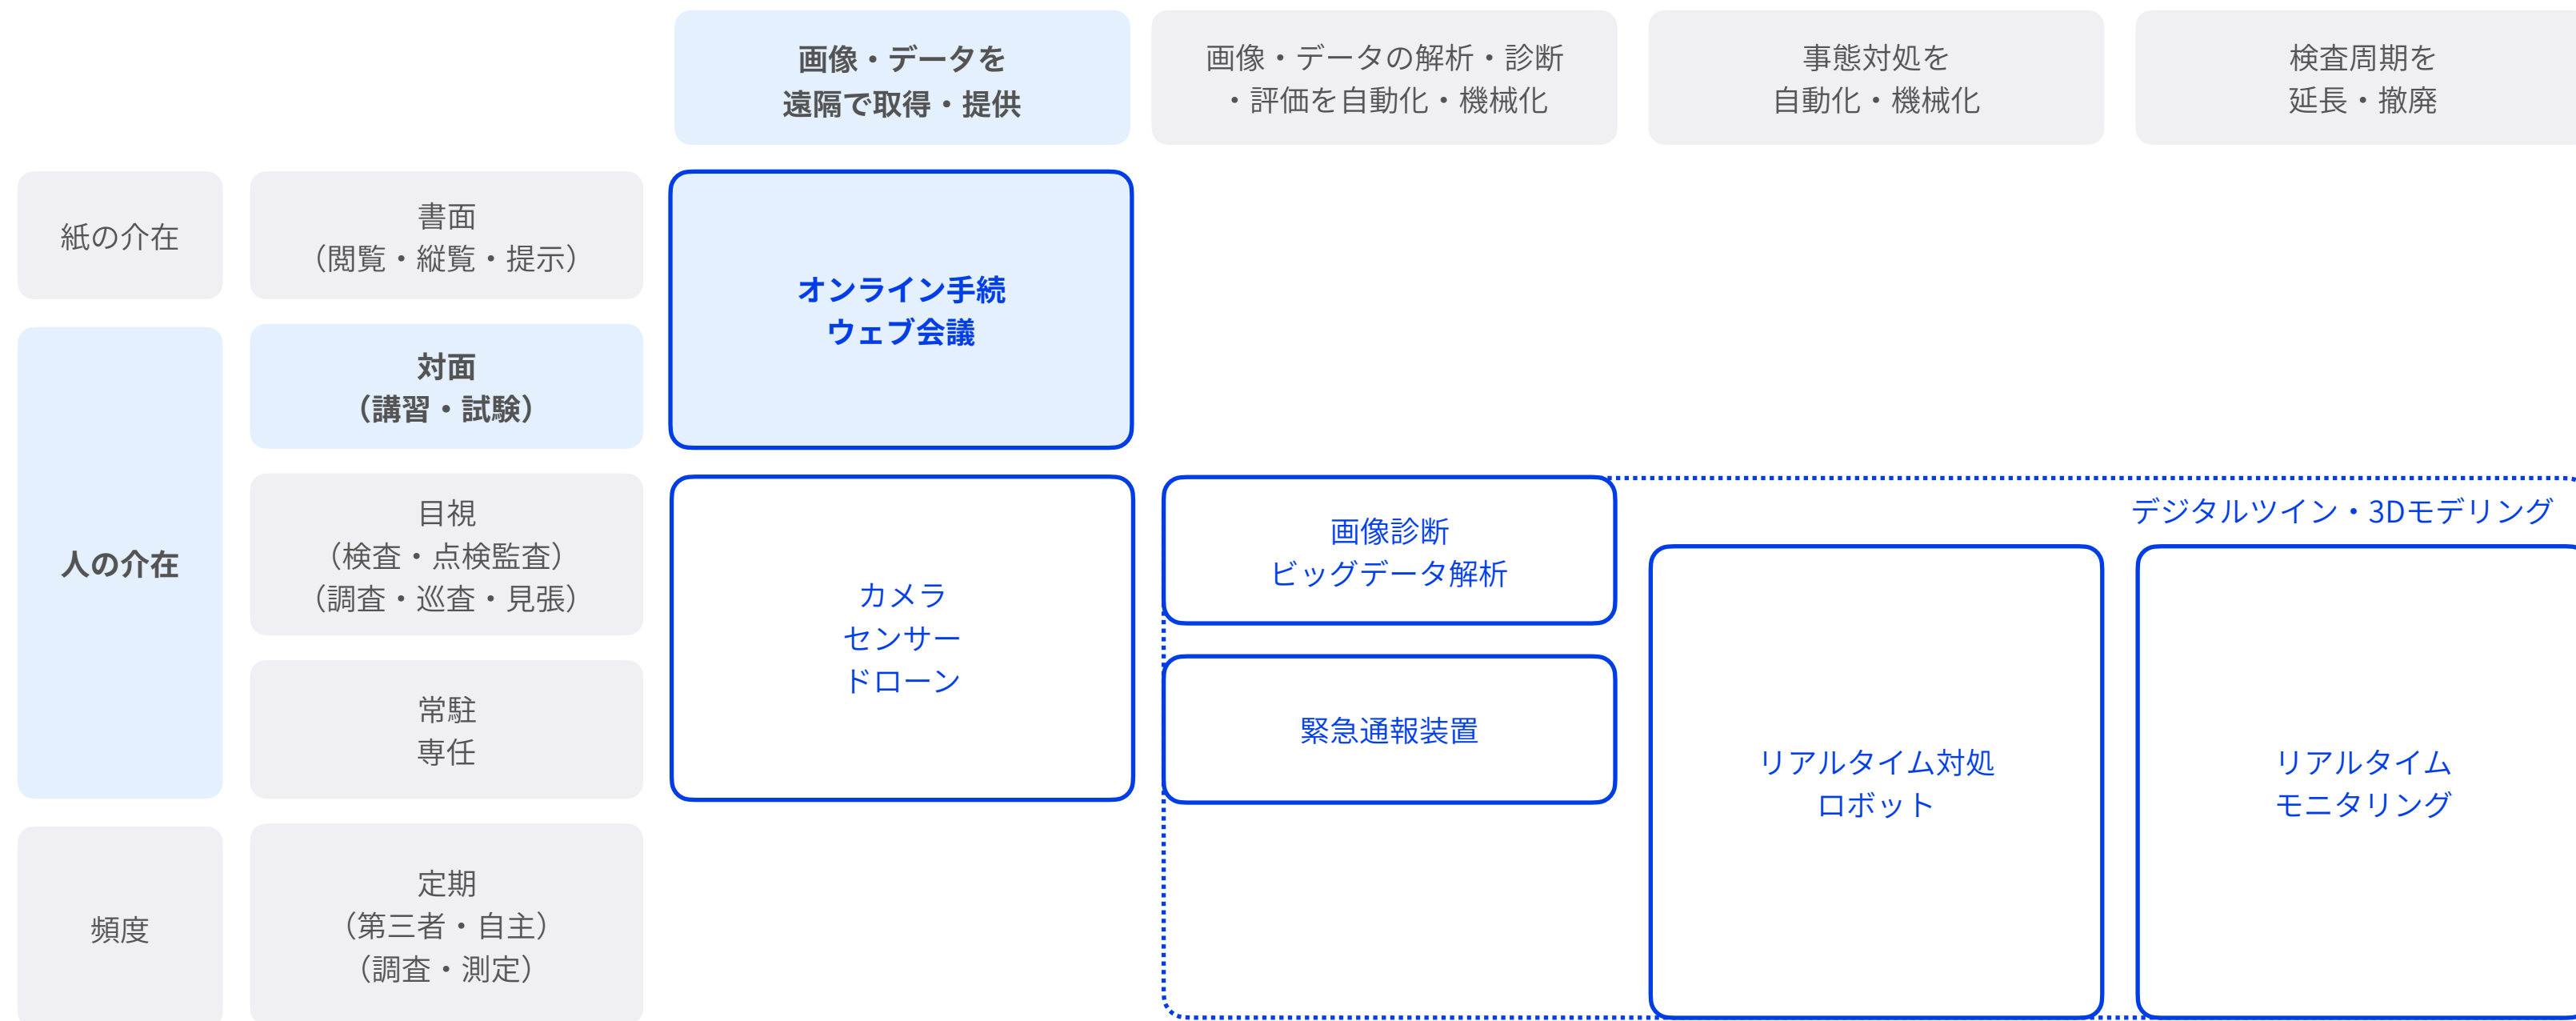 画像・データを
遠隔で取得・提供
画像・データの解析・診断
・評価を自動化・機械化
事態対処を
自動化・機械化
検査周期を
延長・撤廃
紙の介在
書面
（閲覧・縦覧・提示）
オンライン手続
ウェブ会議
人の介在
対面
（講習・試験）
目視
（検査・点検監査）
（調査・巡査・見張）
カメラ
センサー
ドローン
画像診断
ビッグデータ解析
デジタルツイン・3Dモデリング
常駐
専任
緊急通報装置
リアルタイム対処
ロボット
リアルタイム
モニタリング
頻度
定期
（第三者・自主）
（調査・測定）